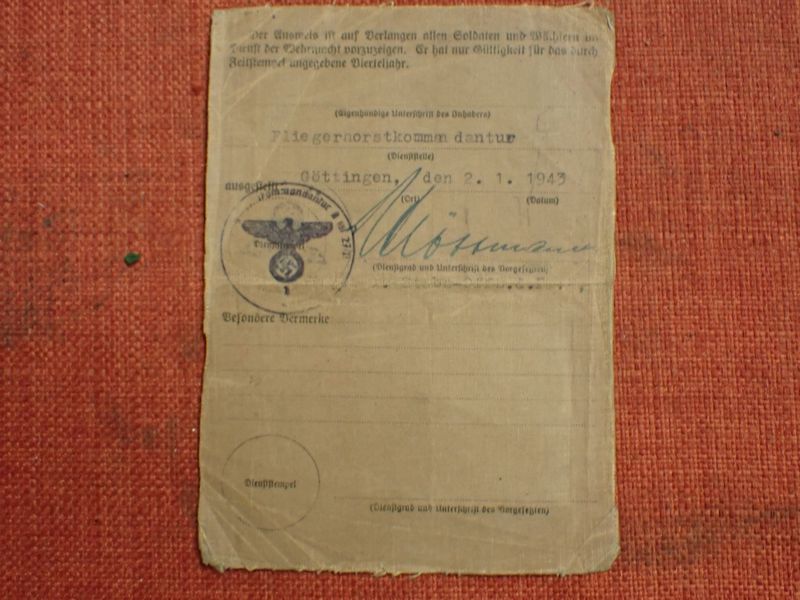 Der Ausweis ist auf Verlangen allen Soldaten und Wächtern im
Dienst der Wehrmacht vorzuzeigen. Er hat nur Gültigkeit für das durch
Zeitstempel angegebene Vierteljahr.
(Eigenhändige Unterschrift des Inhabers)
Fliegerhorstkommandantur
(Dienststelle)
ausgestellt Göttingen, den 2. 1. 1943
(Ort) (Datum)
Dienststempel
(Dienstgrad und Unterschrift des Vorgesetzten)
Besondere Vermerke
Dienststempel
(Dienstgrad und Unterschrift des Vorgesetzten)